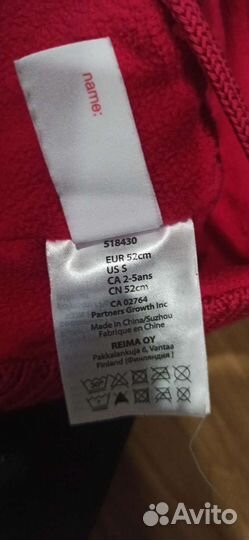 name:
518430
EUR 52cm
US S
CA 2-5ans
CN 52cm
CA 02764
Partners Growth Inc
Made in China/Suzhou
Fabriqué en Chine
REIMA OY
Pakkalankuja 6, Vantaa
Finland (Финляндия)
Avito